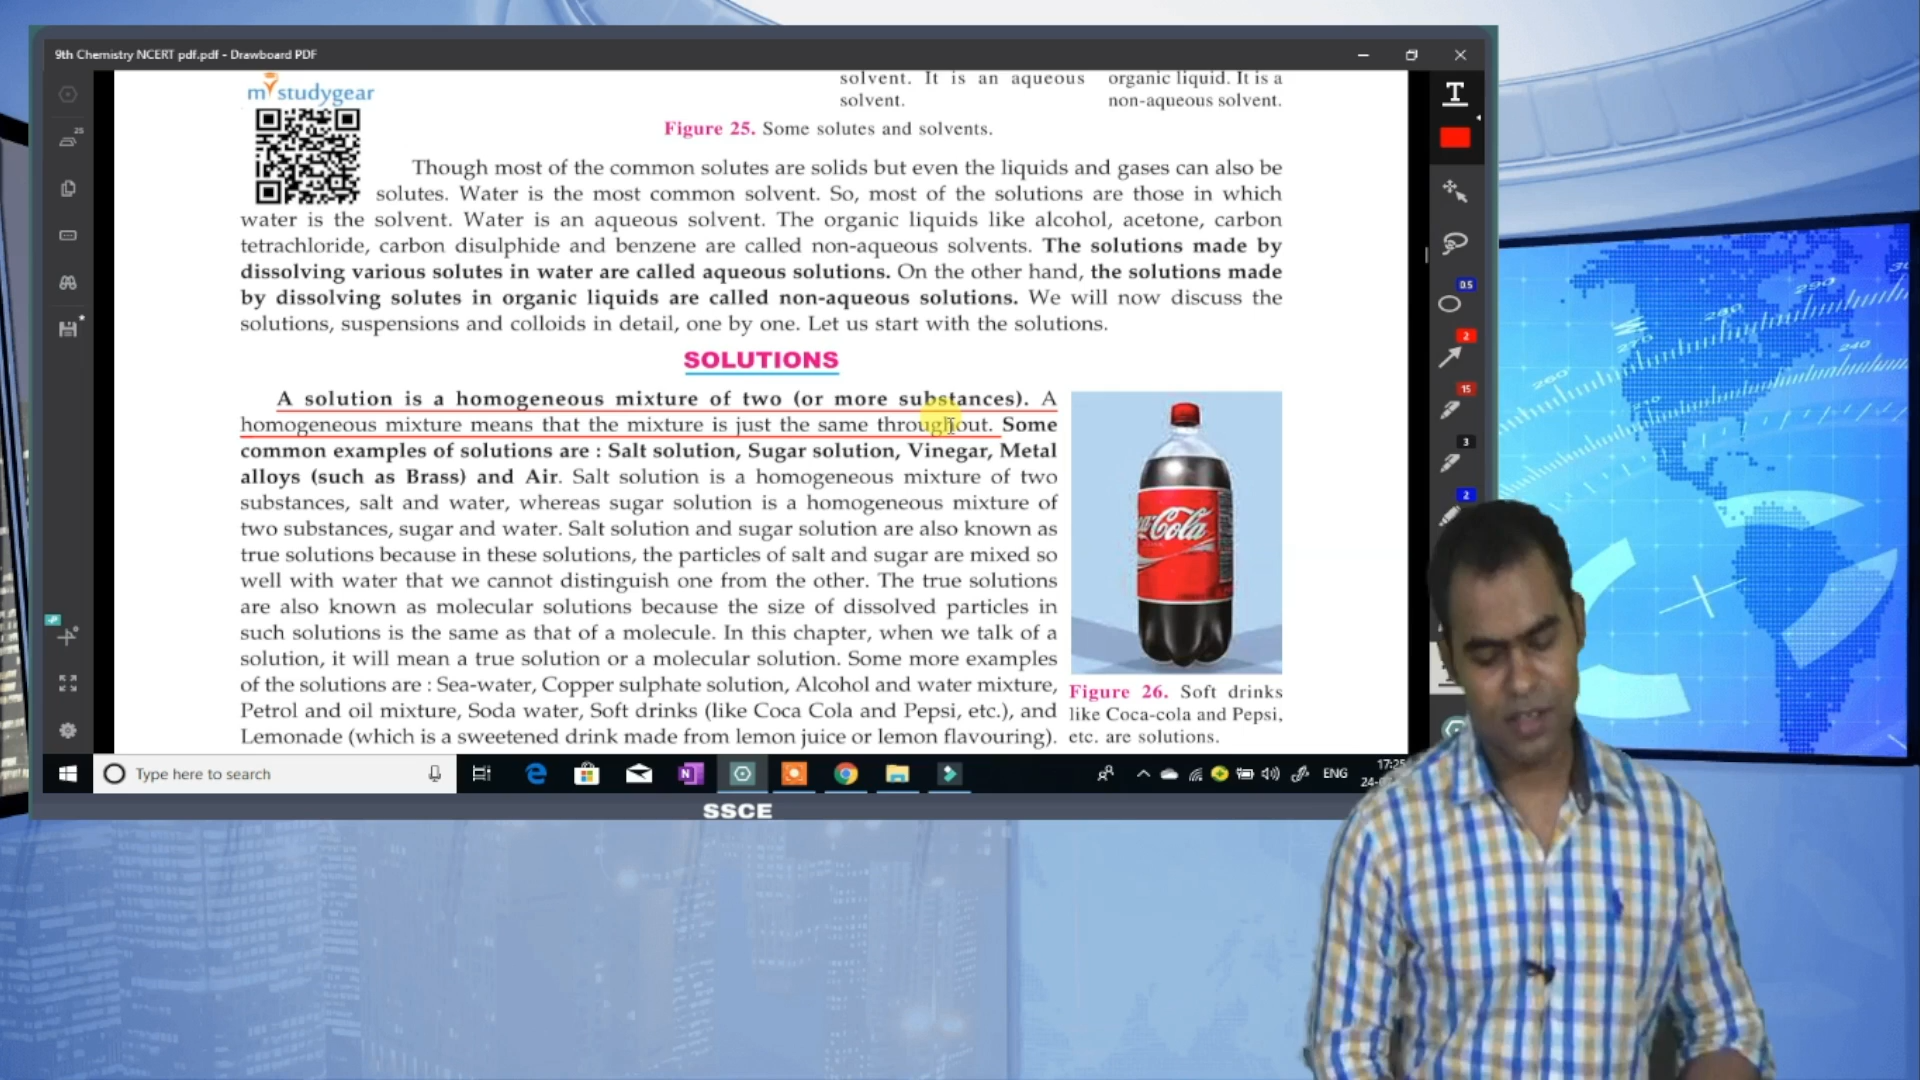 9th Chemistry NCERT pdf.pdf - Drawboard PDF
mystudygear
solvent. It is an aqueous
solvent.
organic liquid. It is a
non-aqueous solvent.
Figure 25. Some solutes and solvents.
Though most of the common solutes are solids but even the liquids and gases can also be
solutes. Water is the most common solvent. So, most of the solutions are those in which
water is the solvent. Water is an aqueous solvent. The organic liquids like alcohol, acetone, carbon
tetrachloride, carbon disulphide and benzene are called non-aqueous solvents. The solutions made by
dissolving various solutes in water are called aqueous solutions. On the other hand, the solutions made
by dissolving solutes in organic liquids are called non-aqueous solutions. We will now discuss the
solutions, suspensions and colloids in detail, one by one. Let us start with the solutions.
SOLUTIONS
A solution is a homogeneous mixture of two (or more substances). A
homogeneous mixture means that the mixture is just the same throughout. Some
common examples of solutions are : Salt solution, Sugar solution, Vinegar, Metal
alloys (such as Brass) and Air. Salt solution is a homogeneous mixture of two
substances, salt and water, whereas sugar solution is a homogeneous mixture of
two substances, sugar and water. Salt solution and sugar solution are also known as
true solutions because in these solutions, the particles of salt and sugar are mixed so
well with water that we cannot distinguish one from the other. The true solutions
are also known as molecular solutions because the size of dissolved particles in
such solutions is the same as that of a molecule. In this chapter, when we talk of a
solution, it will mean a true solution or a molecular solution. Some more examples
of the solutions are : Sea-water, Copper sulphate solution, Alcohol and water mixture,
Petrol and oil mixture, Soda water, Soft drinks (like Coca Cola and Pepsi, etc.), and
Lemonade (which is a sweetened drink made from lemon juice or lemon flavouring).
Figure 26. Soft drinks
like Coca-cola and Pepsi,
etc. are solutions.
25
T
0.5
2
15
3
2
Type here to search
ENG
17:25
SSCE
290
280
270
260
240